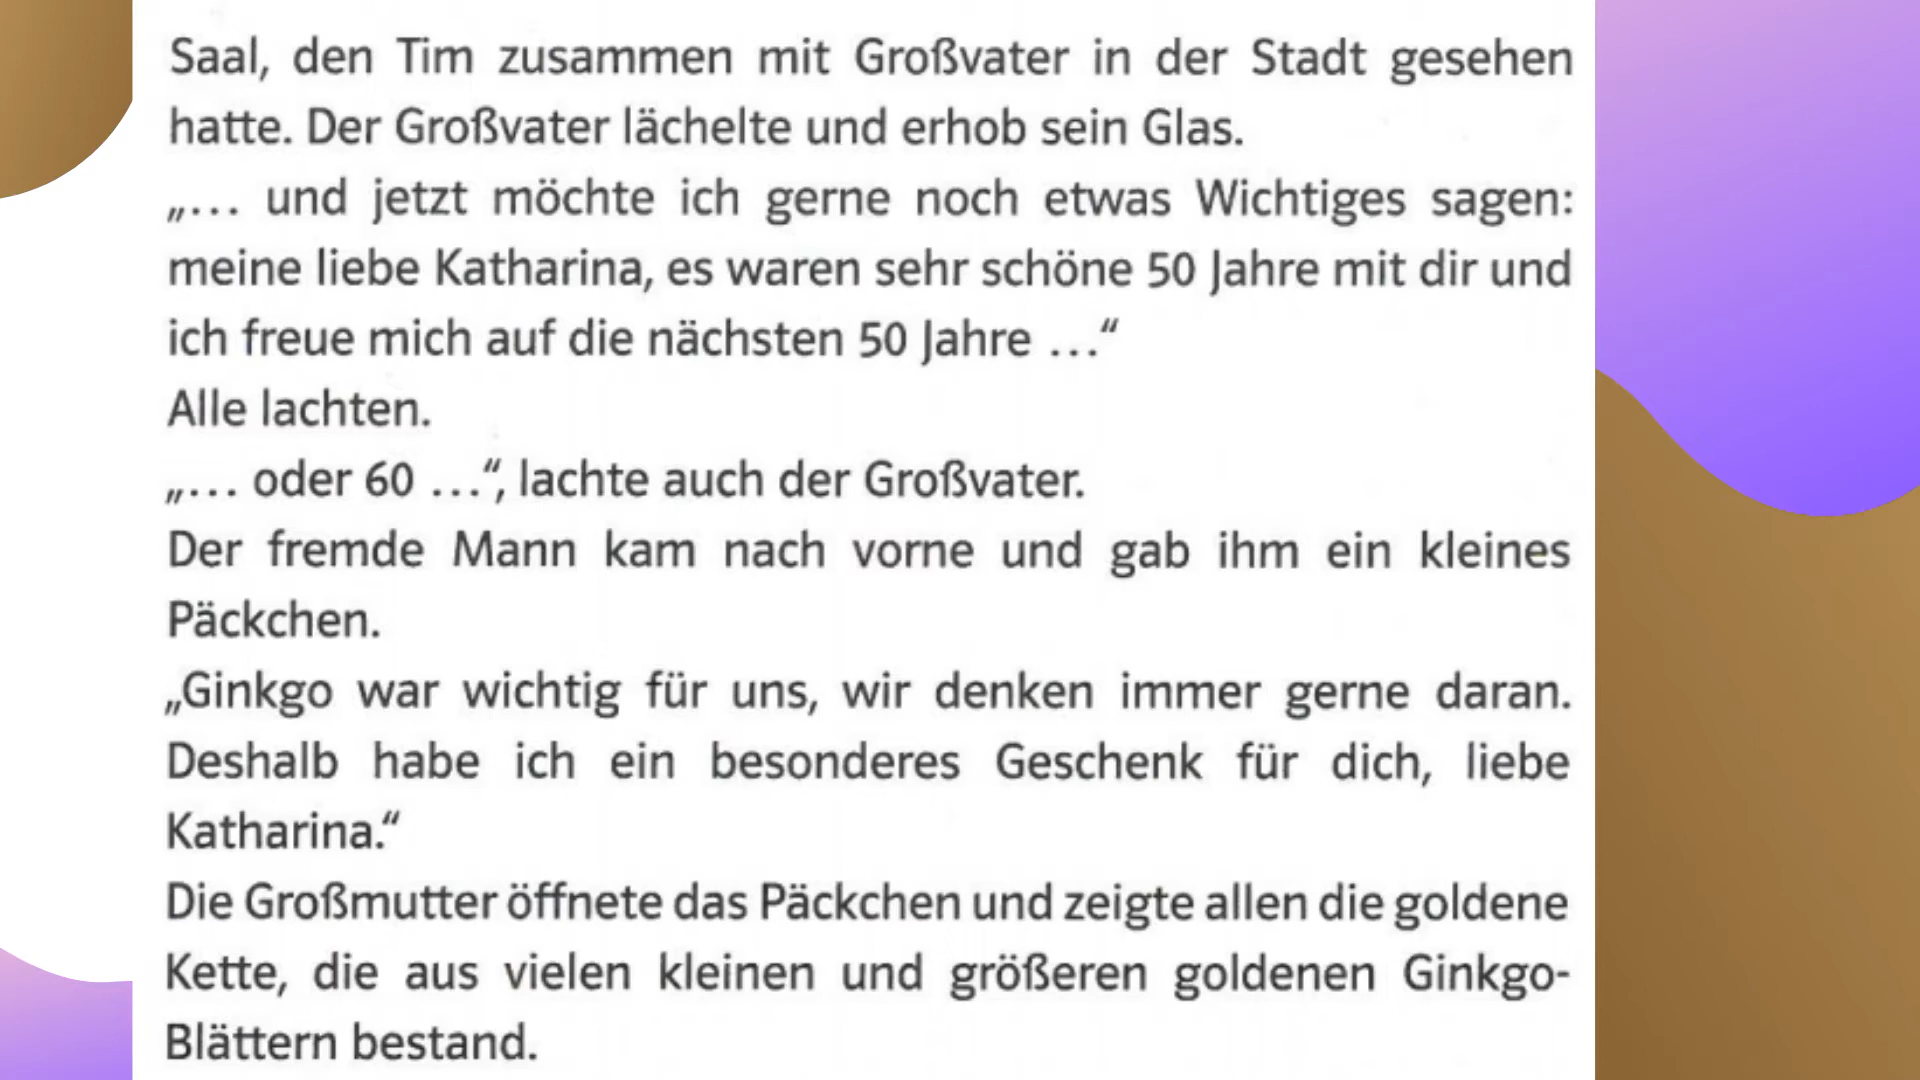 Saal, den Tim zusammen mit Großvater in der Stadt gesehen
hatte. Der Großvater lächelte und erhob sein Glas.
„… und jetzt möchte ich gerne noch etwas Wichtiges sagen:
meine liebe Katharina, es waren sehr schöne 50 Jahre mit dir und
ich freue mich auf die nächsten 50 Jahre …“
Alle lachten.
„… oder 60 …“, lachte auch der Großvater.
Der fremde Mann kam nach vorne und gab ihm ein kleines
Päckchen.
„Ginkgo war wichtig für uns, wir denken immer gerne daran.
Deshalb habe ich ein besonderes Geschenk für dich, liebe
Katharina.“
Die Großmutter öffnete das Päckchen und zeigte allen die goldene
Kette, die aus vielen kleinen und größeren goldenen Ginkgo-
Blättern bestand.